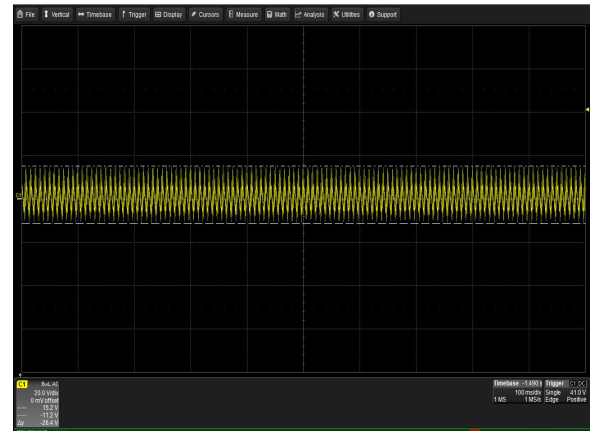 File Vertical Timebase Trigger Display Cursors Measure Math Analysis Utilities Support
C1
C1 BwL AC
20.0 V/div
0 mV offset
---- 15.2 V
---- -11.2 V
Δy -26.4 V
Timebase -1.490 s
100 ms/div
1 MS 1 MS/s
Trigger C1 DC
Single 41.0 V
Edge Positive